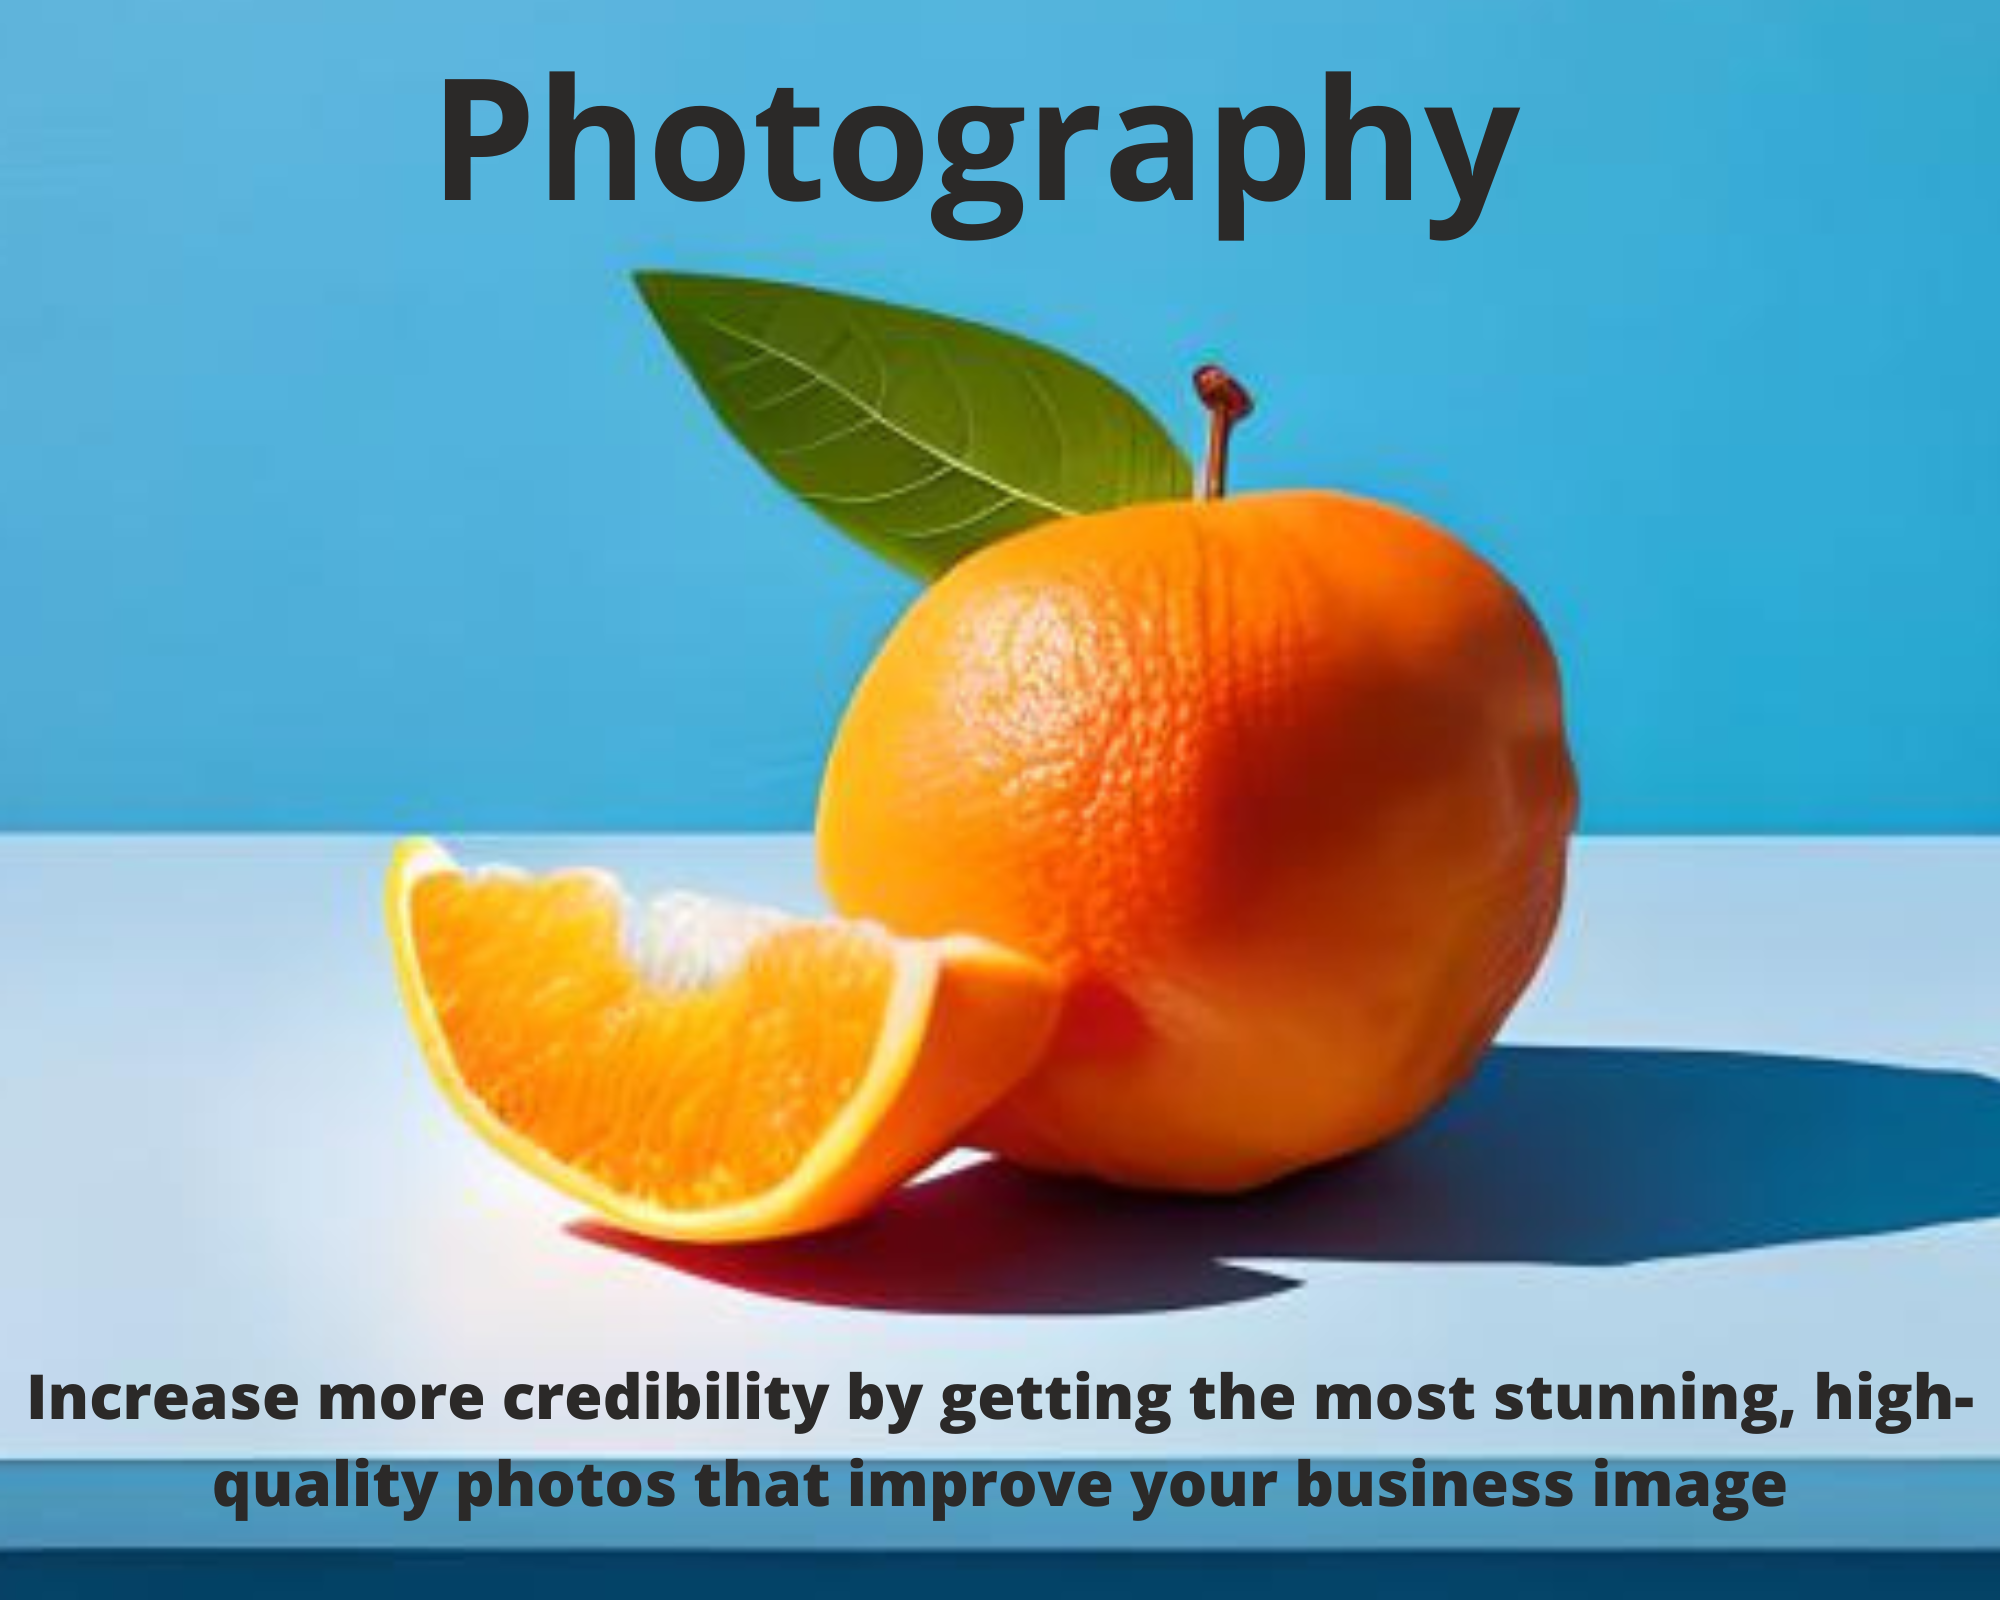 Photography
Increase more credibility by getting the most stunning, high-
quality photos that improve your business image